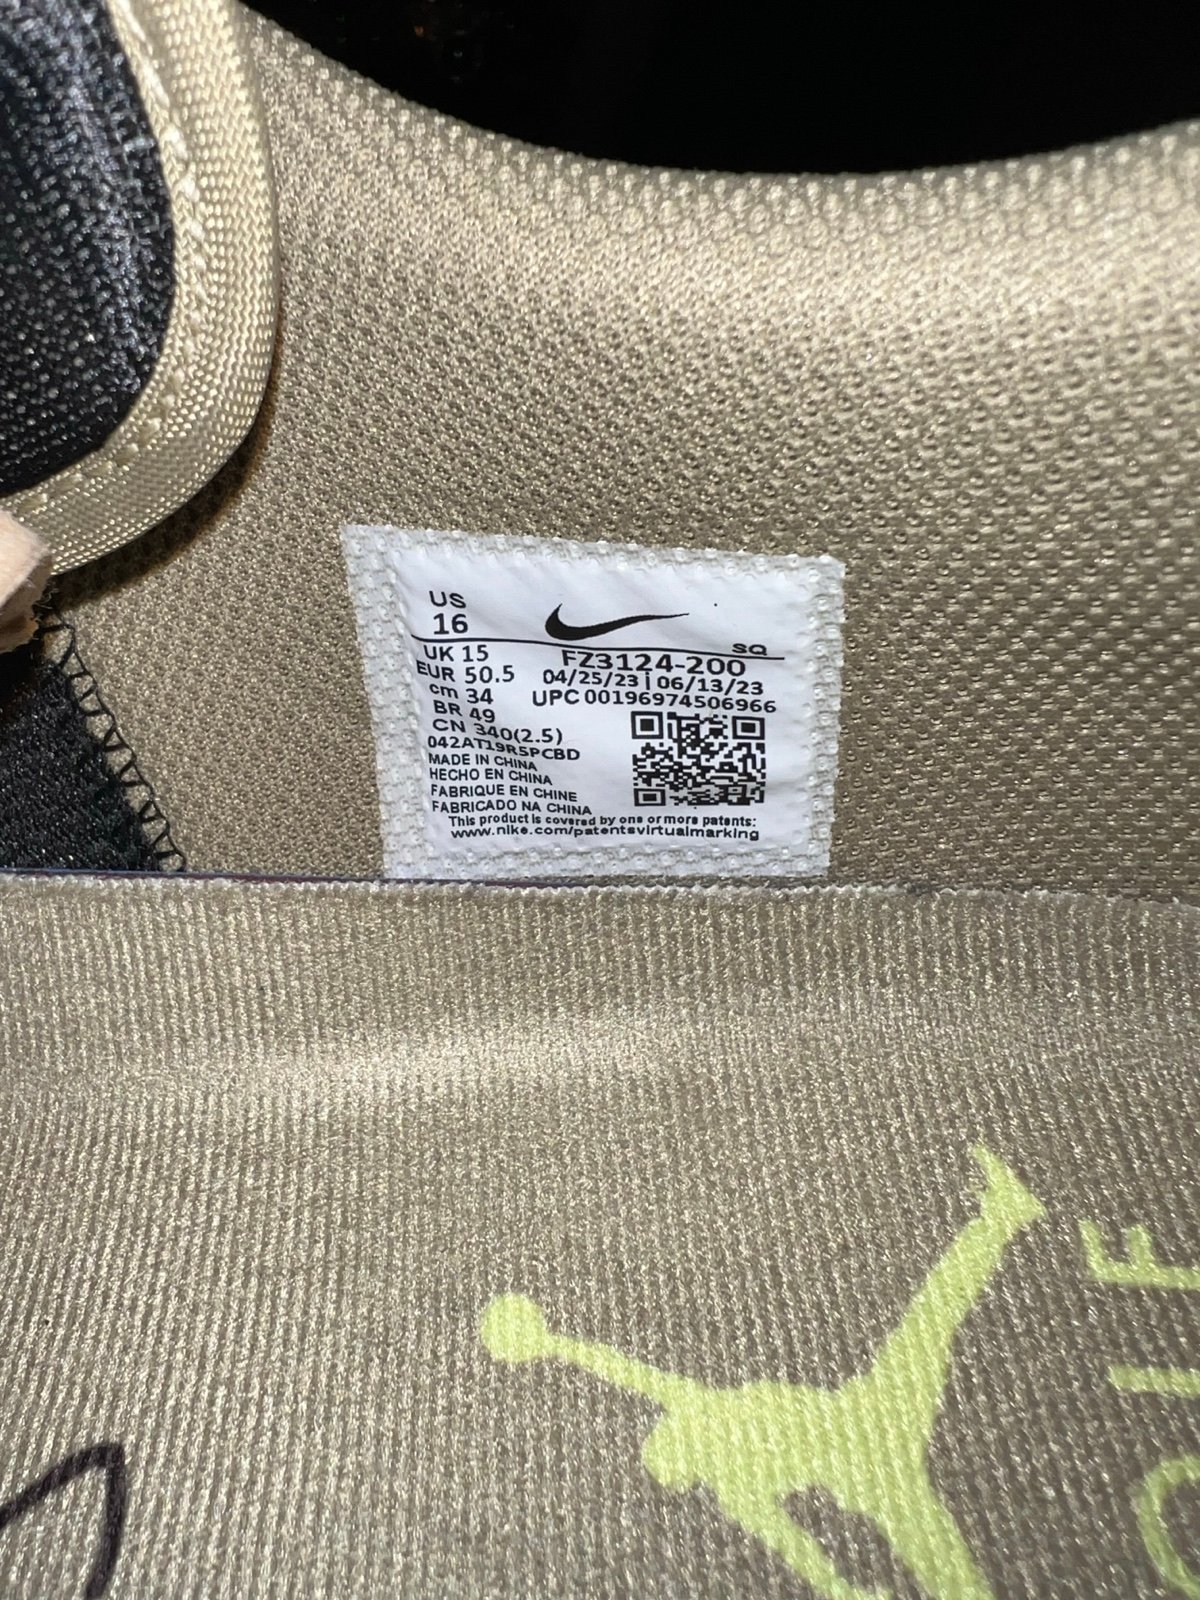 US
16
SQ
UK 15
FZ3124-200
EUR 50.5
04/25/23 | 06/13/23
cm 34
UPC 00196974506966
BR 49
CN 340(2.5)
042AT19R5PCBD
MADE IN CHINA
HECHO EN CHINA
FABRIQUE EN CHINE
FABRICADO NA CHINA
This product is covered by one or more patents:
www.nike.com/patentsvirtualmarking